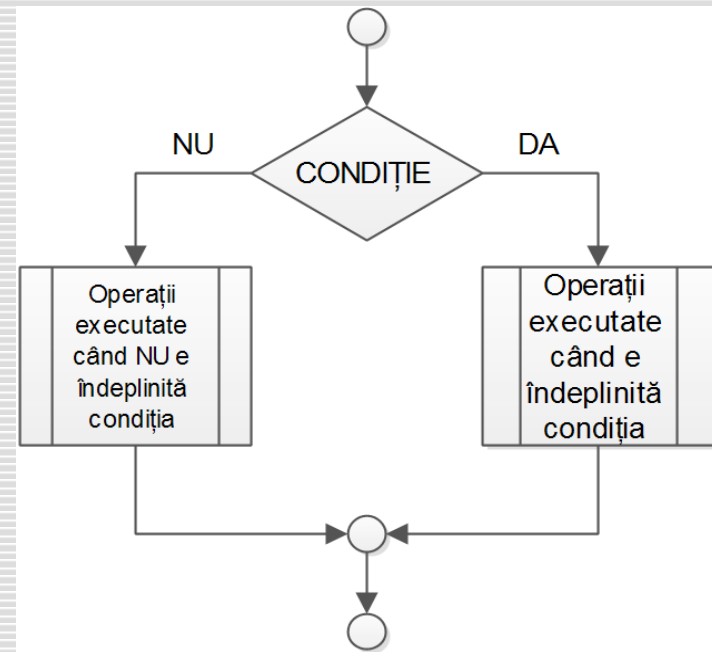 NU
DA
CONDIȚIE
Operații
executate
când NU e
îndeplinită
condiția
Operații
executate
când e
îndeplinită
condiția